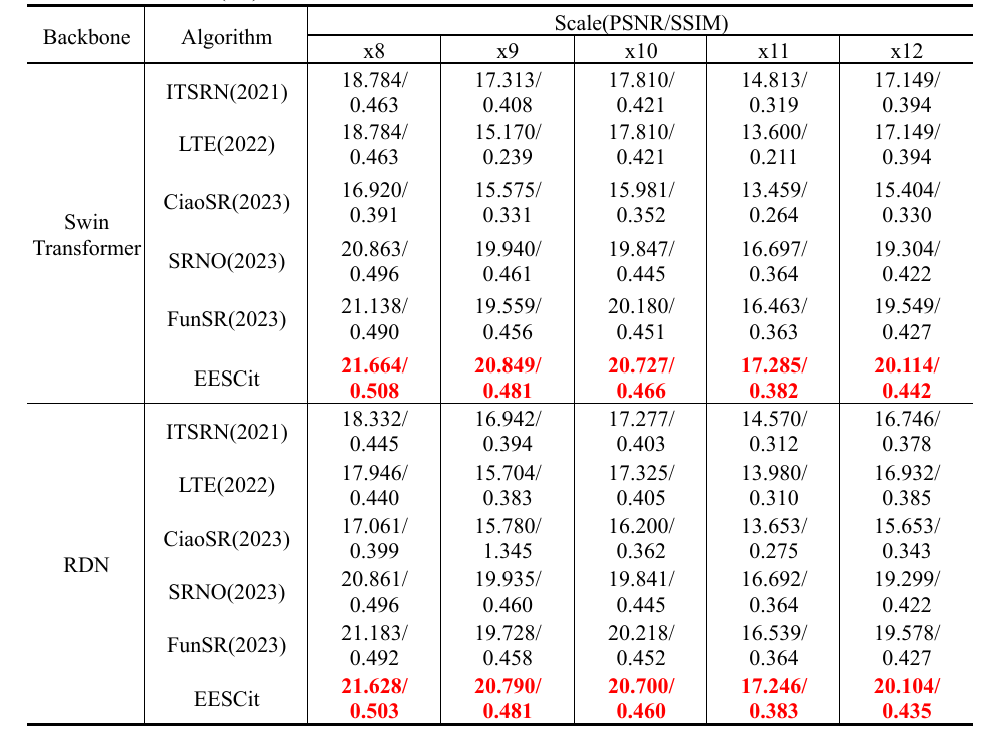 Backbone Algorithm Scale(PSNR/SSIM)
x8 x9 x10 x11 x12
Swin Transformer
ITSRN(2021) 18.784/ 17.313/ 17.810/ 14.813/ 17.149/
0.463 0.408 0.421 0.319 0.394
LTE(2022) 18.784/ 15.170/ 17.810/ 13.600/ 17.149/
0.463 0.239 0.421 0.211 0.394
CiaoSR(2023) 16.920/ 15.575/ 15.981/ 13.459/ 15.404/
0.391 0.331 0.352 0.264 0.330
SRNO(2023) 20.863/ 19.940/ 19.847/ 16.697/ 19.304/
0.496 0.461 0.445 0.364 0.422
FunSR(2023) 21.138/ 19.559/ 20.180/ 16.463/ 19.549/
0.490 0.456 0.451 0.363 0.427
EESCit 21.664/ 20.849/ 20.727/ 17.285/ 20.114/
0.508 0.481 0.466 0.382 0.442
RDN
ITSRN(2021) 18.332/ 16.942/ 17.277/ 14.570/ 16.746/
0.445 0.394 0.403 0.312 0.378
LTE(2022) 17.946/ 15.704/ 17.325/ 13.980/ 16.932/
0.440 0.383 0.405 0.310 0.385
CiaoSR(2023) 17.061/ 15.780/ 16.200/ 13.653/ 15.653/
0.399 1.345 0.362 0.275 0.343
SRNO(2023) 20.861/ 19.935/ 19.841/ 16.692/ 19.299/
0.496 0.460 0.445 0.364 0.422
FunSR(2023) 21.183/ 19.728/ 20.218/ 16.539/ 19.578/
0.492 0.458 0.452 0.364 0.427
EESCit 21.628/ 20.790/ 20.700/ 17.246/ 20.104/
0.503 0.481 0.460 0.383 0.435